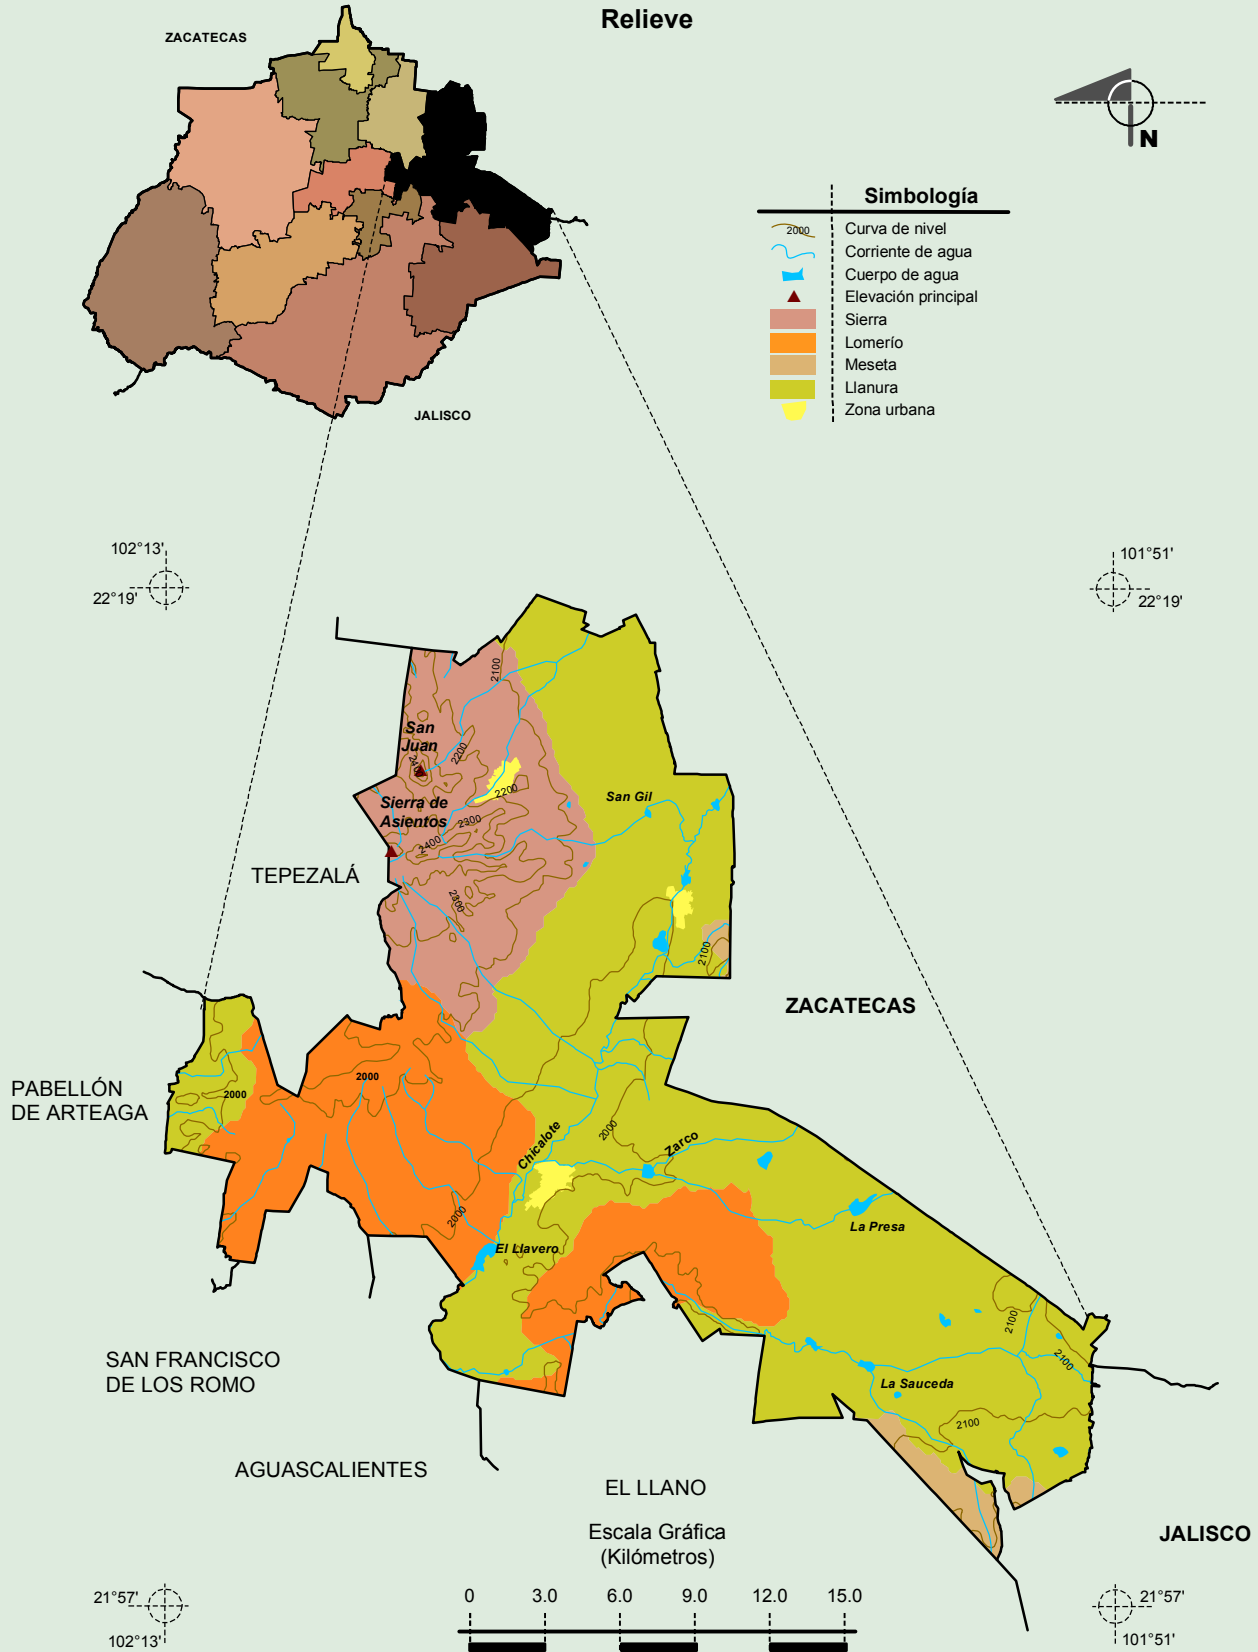 Relieve
ZACATECAS
N
JALISCO
Simbología
2000
Curva de nivel
Corriente de agua
Cuerpo de agua
Elevación principal
Sierra
Lomerío
Meseta
Llanura
Zona urbana
102°13'
22°19'
101°51'
22°19'
2100
San
Juan
2200
2400
Sierra de
Asientos
2200
2300
2400
San Gil
TEPEZALÁ
2300
2100
ZACATECAS
PABELLÓN
DE ARTEAGA
2000
2000
Chicalote
2000
Zarco
2000
La Presa
El Llavero
2100
2100
SAN FRANCISCO
DE LOS ROMO
La Sauceda
2100
AGUASCALIENTES
EL LLANO
JALISCO
Escala Gráfica
(Kilómetros)
0 3.0 6.0 9.0 12.0 15.0
21°57'
102°13'
21°57'
101°51'